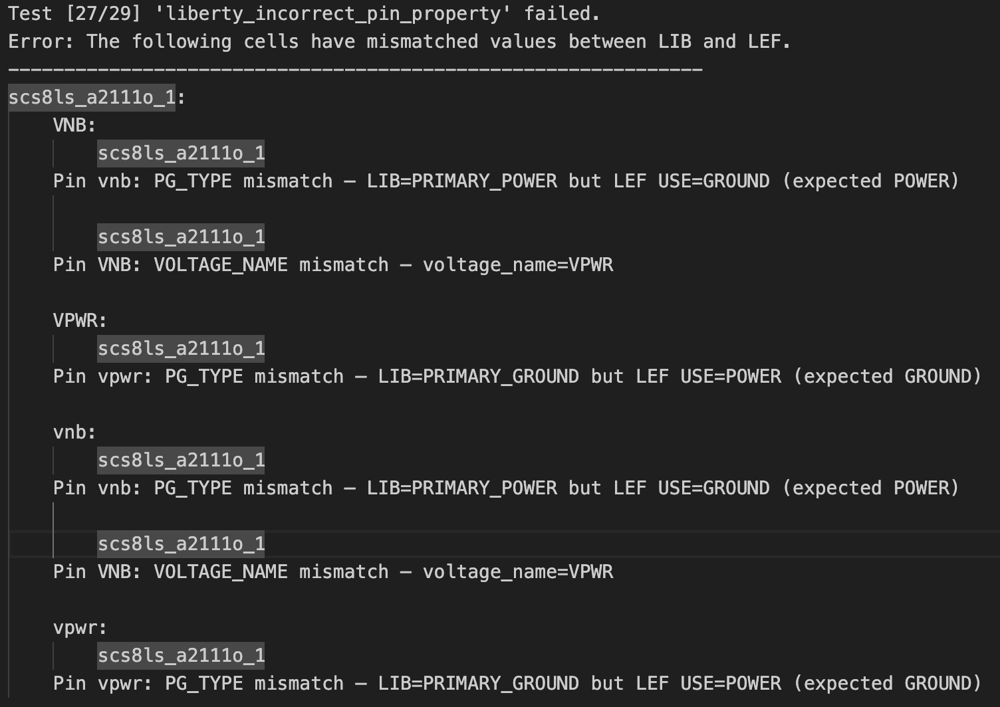 Test [27/29] 'liberty_incorrect_pin_property' failed.
Error: The following cells have mismatched values between LIB and LEF.
--------------------------------------------------------------
scs8ls_a2111o_1:
    VNB:
        scs8ls_a2111o_1
    Pin vnb: PG_TYPE mismatch – LIB=PRIMARY_POWER but LEF USE=GROUND (expected POWER)

        scs8ls_a2111o_1
    Pin VNB: VOLTAGE_NAME mismatch – voltage_name=VPWR

    VPWR:
        scs8ls_a2111o_1
    Pin vpwr: PG_TYPE mismatch – LIB=PRIMARY_GROUND but LEF USE=POWER (expected GROUND)

    vnb:
        scs8ls_a2111o_1
    Pin vnb: PG_TYPE mismatch – LIB=PRIMARY_POWER but LEF USE=GROUND (expected POWER)

        scs8ls_a2111o_1
    Pin VNB: VOLTAGE_NAME mismatch – voltage_name=VPWR

    vpwr:
        scs8ls_a2111o_1
    Pin vpwr: PG_TYPE mismatch – LIB=PRIMARY_GROUND but LEF USE=POWER (expected GROUND)